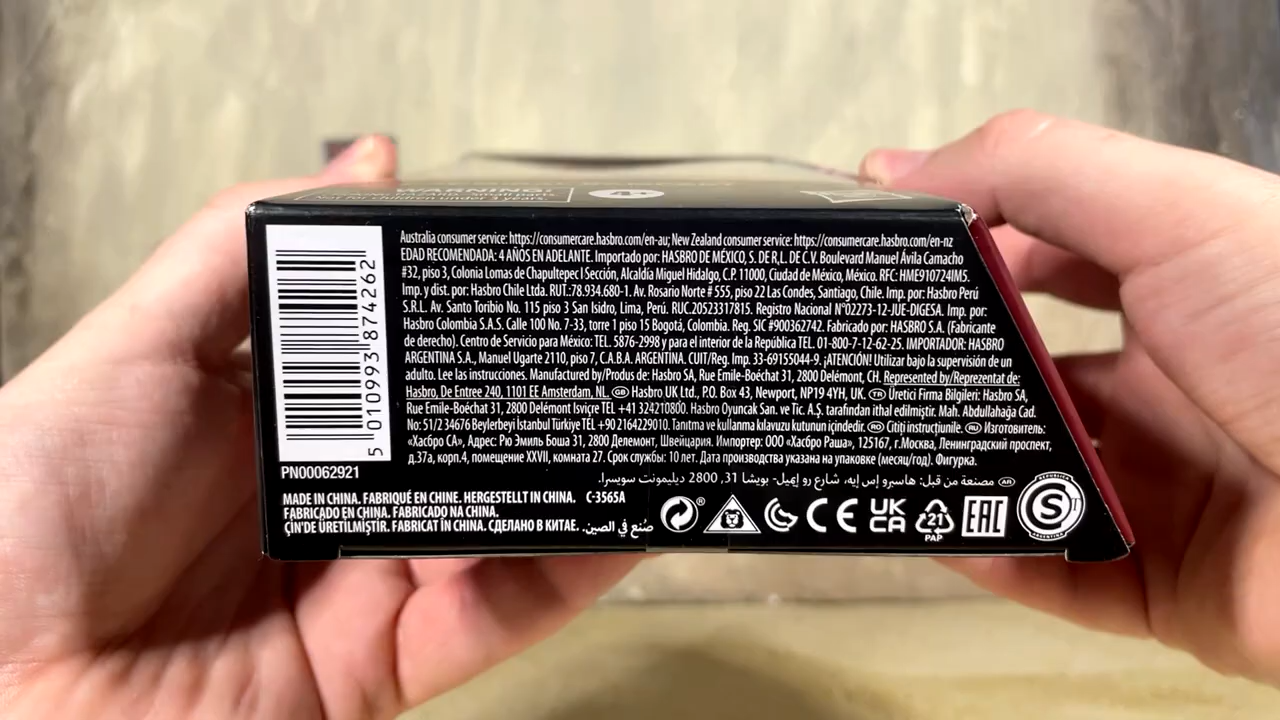 WARNING:
HAZARD- Small parts.
Not for children under 3 years.
4+
5 010993 874262
PN00062921
Australia consumer service: https://consumercare.hasbro.com/en-au; New Zealand consumer service: https://consumercare.hasbro.com/en-nz
EDAD RECOMENDADA: 4 AÑOS EN ADELANTE. Importado por: HASBRO DE MÉXICO, S. DE R.L. DE C.V. Boulevard Manuel Ávila Camacho
#32, piso 3, Colonia Lomas de Chapultepec I Sección, Alcaldía Miguel Hidalgo, C.P. 11000, Ciudad de México, México. RFC: HME910724IM5.
Imp. y dist. por: Hasbro Chile Ltda. RUT.:78.934.680-1. Av. Rosario Norte # 555, piso 22 Las Condes, Santiago, Chile. Imp. por: Hasbro Perú
S.R.L. Av. Santo Toribio No. 115 piso 3 San Isidro, Lima, Perú. RUC.20523317815. Registro Nacional N°02273-12-JUE-DIGESA. Imp. por:
Hasbro Colombia S.A.S. Calle 100 No. 7-33, torre 1 piso 15 Bogotá, Colombia. Reg. SIC #900362742. Fabricado por: HASBRO S.A. (Fabricante
de derecho). Centro de Servicio para México: TEL. 5876-2998 y para el interior de la República TEL. 01-800-7-12-62-25. IMPORTADOR: HASBRO
ARGENTINA S.A., Manuel Ugarte 2110, piso 7, C.A.B.A. ARGENTINA. CUIT/Reg. Imp. 33-69155044-9. ¡ATENCIÓN! Utilizar bajo la supervisión de un
adulto. Lee las instrucciones. Manufactured by/Produs de: Hasbro SA, Rue Emile-Boéchat 31, 2800 Delémont, CH. Represented by/Reprezentat de:
Hasbro, De Entree 240, 1101 EE Amsterdam, NL. GB Hasbro UK Ltd., P.O. Box 43, Newport, NP19 4YH, UK. TR Üretici Firma Bilgileri: Hasbro SA,
Rue Emile-Boéchat 31, 2800 Delémont İsviçre TEL +41 324210800. Hasbro Oyuncak San. ve Tic. A.Ş. tarafından ithal edilmiştir. Mah. Abdullahağa Cad.
No: 51/2 34676 Beylerbeyi İstanbul Türkiye TEL +90 2164229010. Tanıtma ve kullanma kılavuzu kutunun içindedir. RO Citiți instrucțiunile. RU Изготовитель:
«Хасбро СА», Адрес: Рю Эмиль Боша 31, 2800 Делемонт, Швейцария. Импортер: ООО «Хасбро Раша», 125167, г.Москва, Ленинградский проспект,
д.37а, корп.4, помещение XXVII, комната 27. Срок службы: 10 лет. Дата производства указана на упаковке (месяц/год). Фигурка.
AR مصنعة من قبل: هاسبرو إس إيه، شارع رو إيميل- بويشا 31, 2800 ديليمونت سويسرا.
MADE IN CHINA. FABRIQUÉ EN CHINE. HERGESTELLT IN CHINA. C-3565A
FABRICADO EN CHINA. FABRICADO NA CHINA.
ÇİN'DE ÜRETİLMİŞTİR. FABRICAT ÎN CHINA. СДЕЛАНО В КИТАЕ. صُنع في الصين.
® CE UK CA 21 PAP EAC
REPUBLICA S ARGENTINA